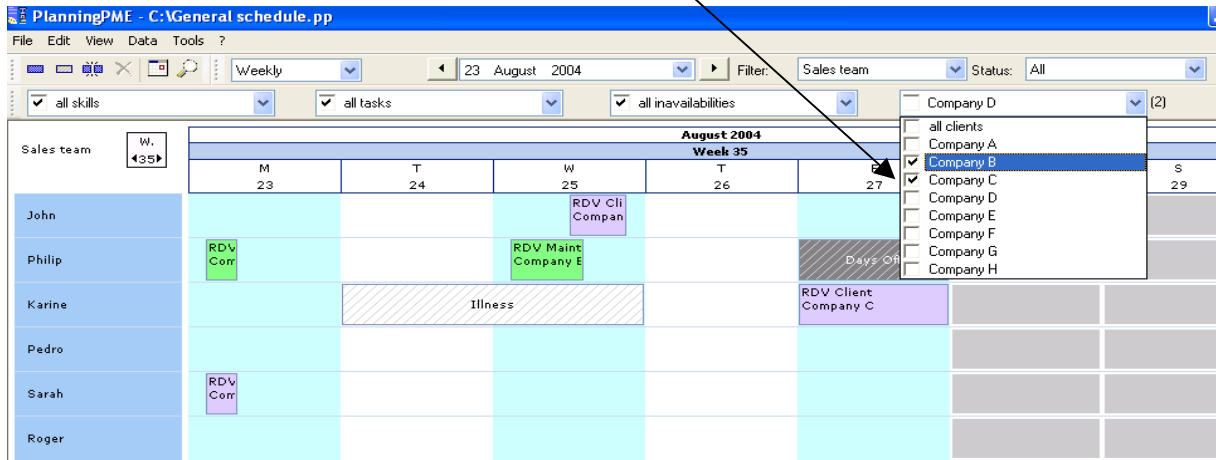 PlanningPME - C:\General schedule.pp
File Edit View Data Tools ?
Weekly 23 August 2004 Filter: Sales team Status: All
all skills all tasks all inavailabilities Company D (2)
all clients
Company A
Company B
Company C
Company D
Company E
Company F
Company G
Company H
Sales team W. 35
August 2004
Week 35
M T W T S
23 24 25 26 27 29
John RDV Cli
Compan
Philip RDV RDV Maint Days Of
Com Company E
Karine Illness RDV Client
Company C
Pedro
Sarah RDV
Com
Roger